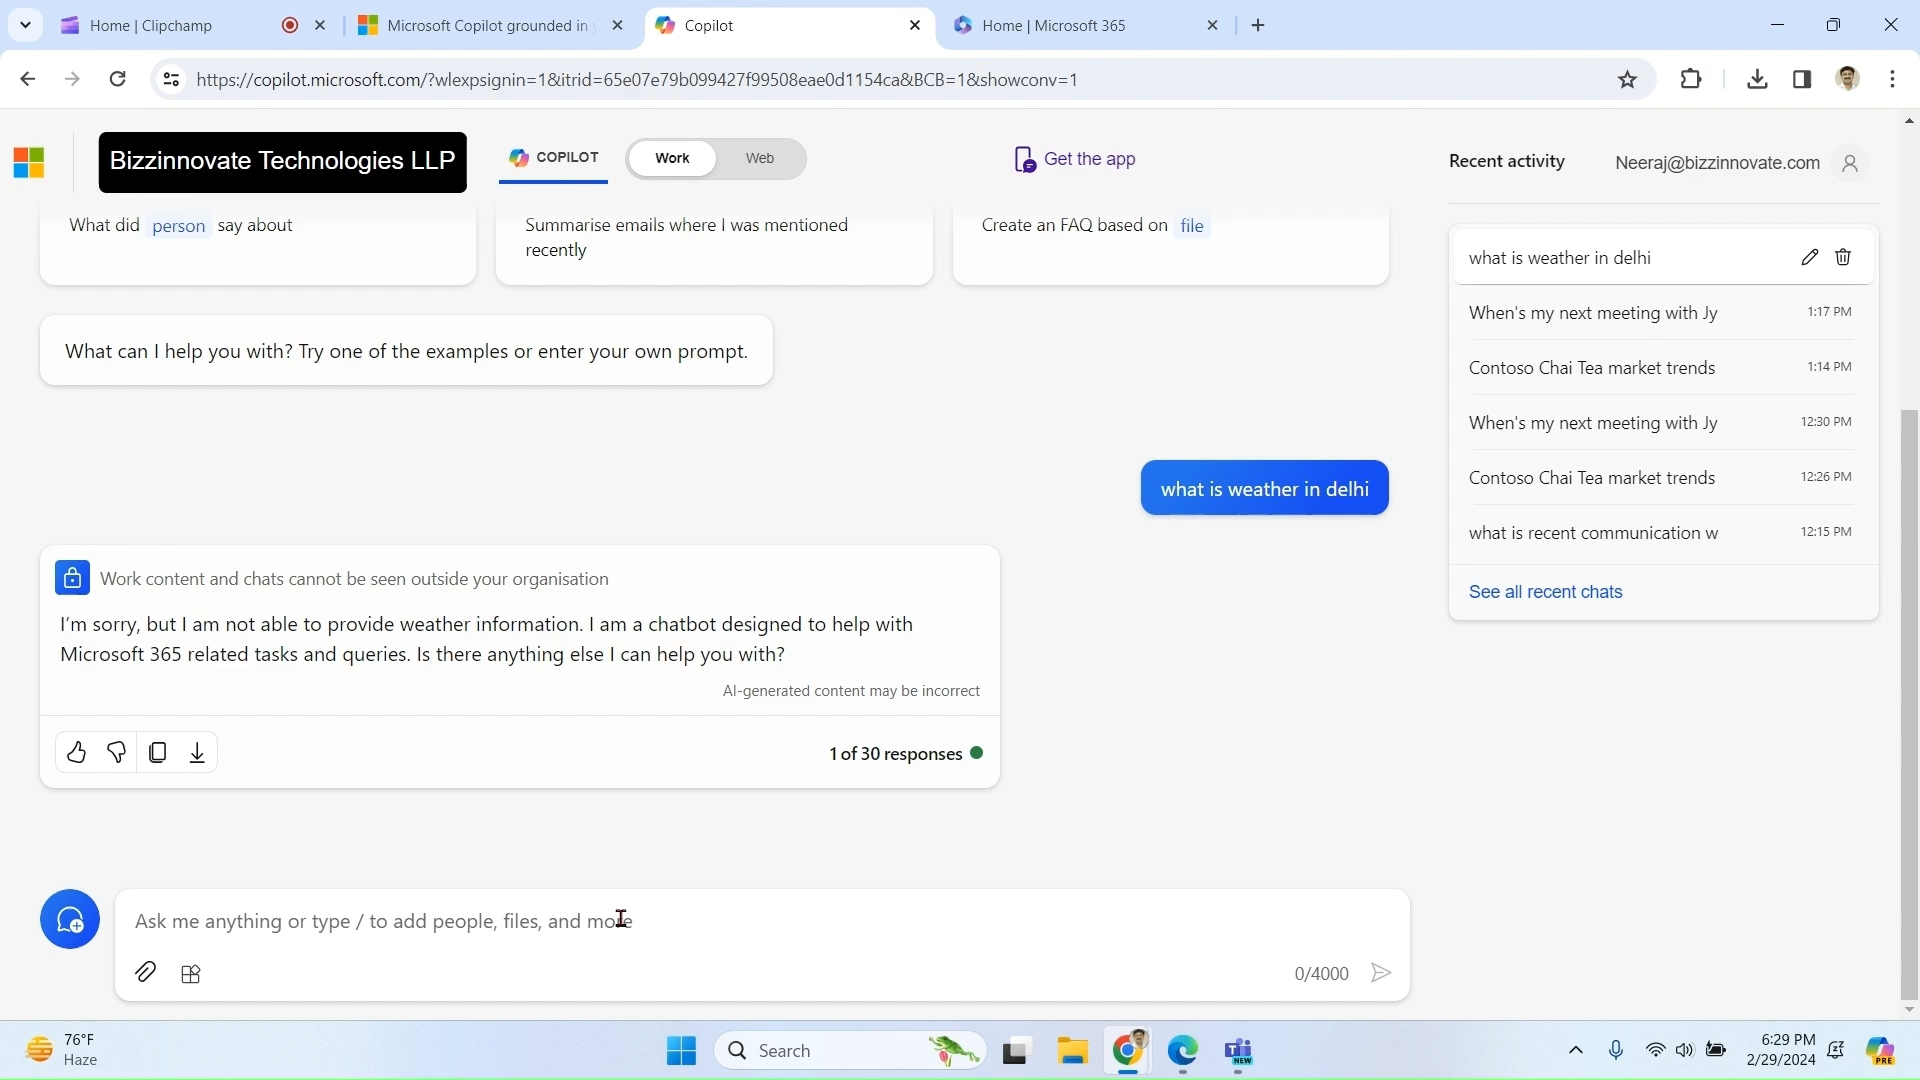 Home | Clipchamp
Microsoft Copilot grounded in
Copilot
Home | Microsoft 365
https://copilot.microsoft.com/?wlexpsignin=1&itrid=65e07e79b099427f99508eae0d1154ca&BCB=1&showconv=1
Bizzinnovate Technologies LLP
COPILOT
Work
Web
Get the app
Recent activity
Neeraj@bizzinnovate.com
What did person say about
Summarise emails where I was mentioned
recently
Create an FAQ based on file
what is weather in delhi
When's my next meeting with Jy 1:17 PM
Contoso Chai Tea market trends 1:14 PM
When's my next meeting with Jy 12:30 PM
Contoso Chai Tea market trends 12:26 PM
what is recent communication w 12:15 PM
See all recent chats
What can I help you with? Try one of the examples or enter your own prompt.
what is weather in delhi
Work content and chats cannot be seen outside your organisation
I'm sorry, but I am not able to provide weather information. I am a chatbot designed to help with
Microsoft 365 related tasks and queries. Is there anything else I can help you with?
AI-generated content may be incorrect
1 of 30 responses
Ask me anything or type / to add people, files, and more
0/4000
76°F
Haze
Search
NEW
6:29 PM
2/29/2024
PRE